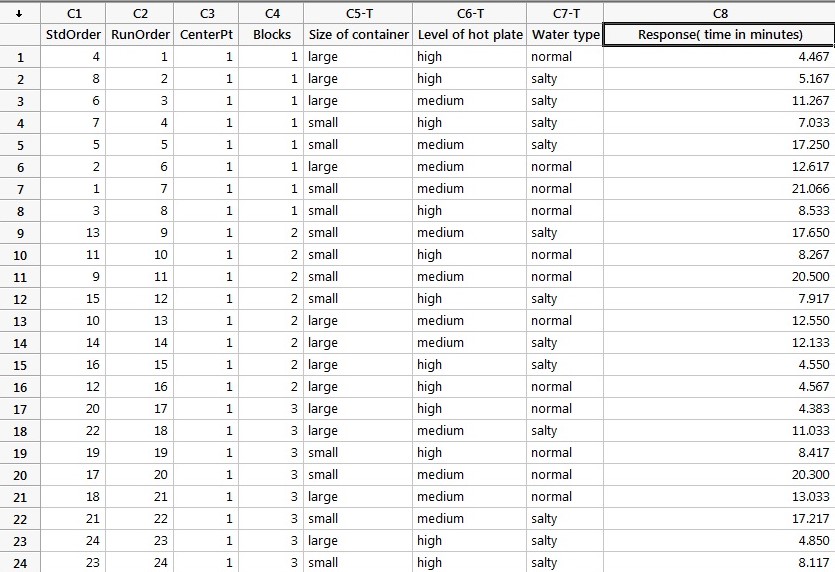 ↓ C1 C2 C3 C4 C5-T C6-T C7-T C8
StdOrder RunOrder CenterPt Blocks Size of container Level of hot plate Water type Response( time in minutes)
1 4 1 1 1 large high normal 4.467
2 8 2 1 1 large high salty 5.167
3 6 3 1 1 large medium salty 11.267
4 7 4 1 1 small high salty 7.033
5 5 5 1 1 small medium salty 17.250
6 2 6 1 1 large medium normal 12.617
7 1 7 1 1 small medium normal 21.066
8 3 8 1 1 small high normal 8.533
9 13 9 1 2 small medium salty 17.650
10 11 10 1 2 small high normal 8.267
11 9 11 1 2 small medium normal 20.500
12 15 12 1 2 small high salty 7.917
13 10 13 1 2 large medium normal 12.550
14 14 14 1 2 large medium salty 12.133
15 16 15 1 2 large high salty 4.550
16 12 16 1 2 large high normal 4.567
17 20 17 1 3 large high normal 4.383
18 22 18 1 3 large medium salty 11.033
19 19 19 1 3 small high normal 8.417
20 17 20 1 3 small medium normal 20.300
21 18 21 1 3 large medium normal 13.033
22 21 22 1 3 small medium salty 17.217
23 24 23 1 3 large high salty 4.850
24 23 24 1 3 small high salty 8.117